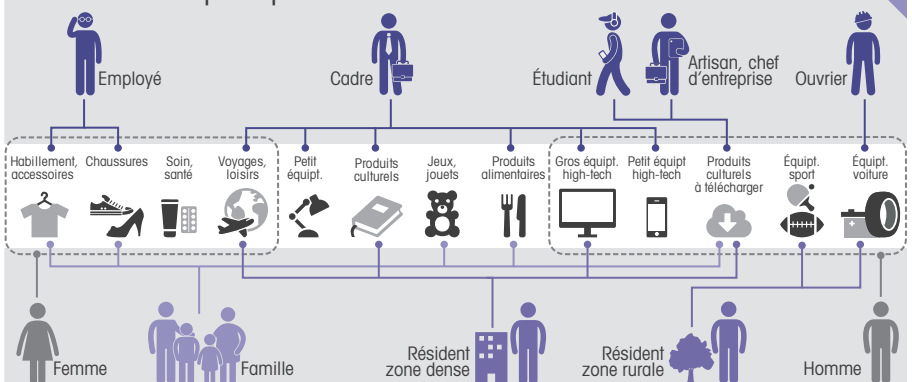 Employé
Cadre
Étudiant
Artisan, chef
d'entreprise
Ouvrier
Habillement,
accessoires
Chaussures
Soin,
santé
Voyages,
loisirs
Petit
équipt.
Produits
culturels
Jeux,
jouets
Produits
alimentaires
Gros équipt.
high-tech
Petit équipt
high-tech
Produits
culturels
à télécharger
Équipt.
sport
Équipt.
voiture
Femme
Famille
Résident
zone dense
Résident
zone rurale
Homme